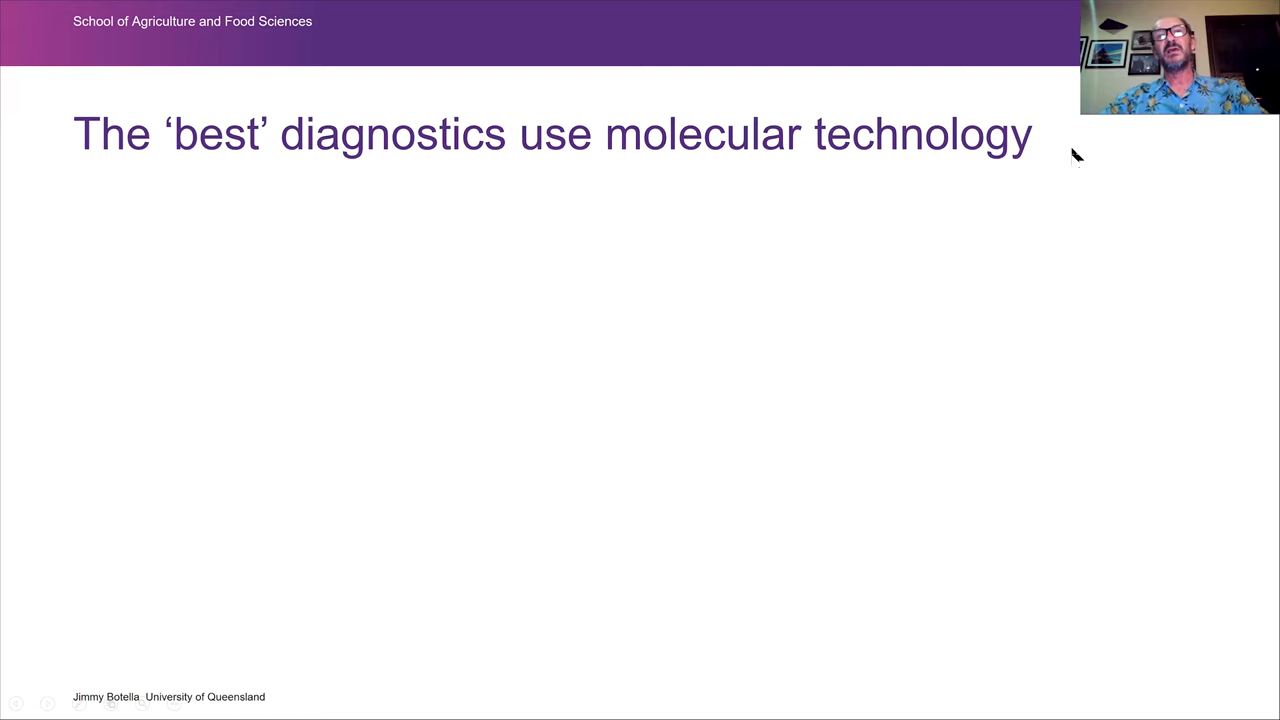 School of Agriculture and Food Sciences
The ‘best’ diagnostics use molecular technology
Jimmy Botella University of Queensland